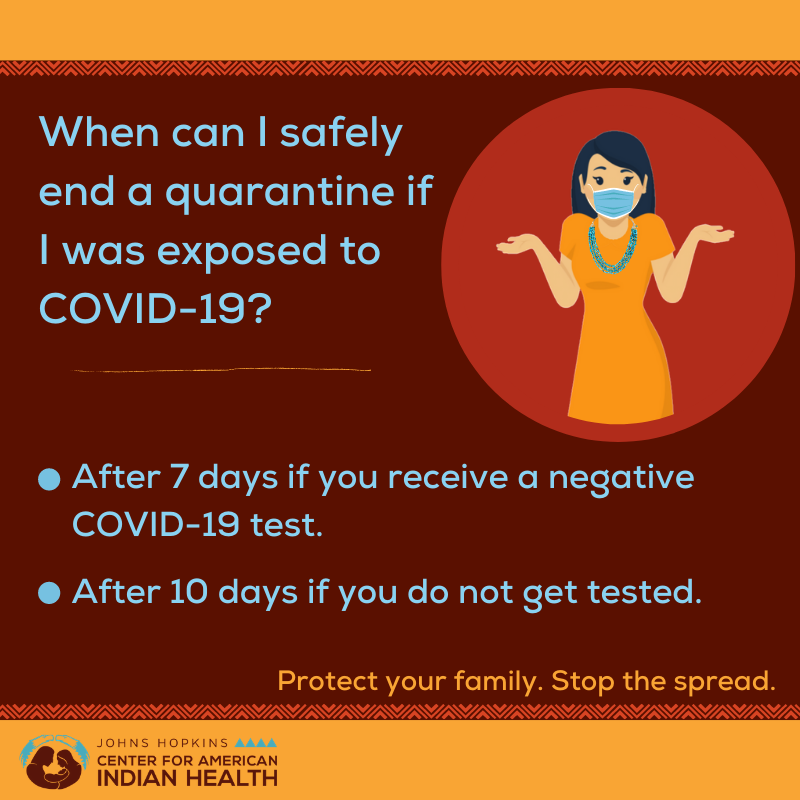 When can I safely
end a quarantine if
I was exposed to
COVID-19?
After 7 days if you receive a negative
COVID-19 test.
After 10 days if you do not get tested.
Protect your family. Stop the spread.
JOHNS HOPKINS
CENTER FOR AMERICAN
INDIAN HEALTH